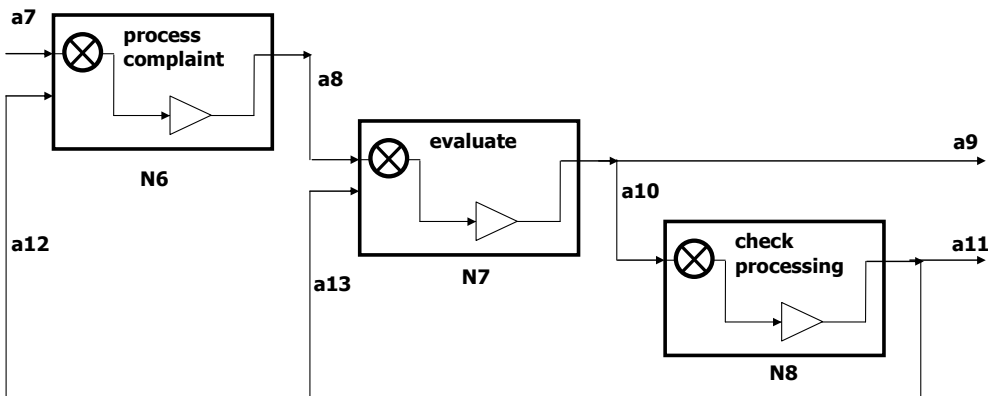 a7
process
complaint
a8
N6
evaluate
a9
a10
a12
N7
a13
check
processing
a11
N8